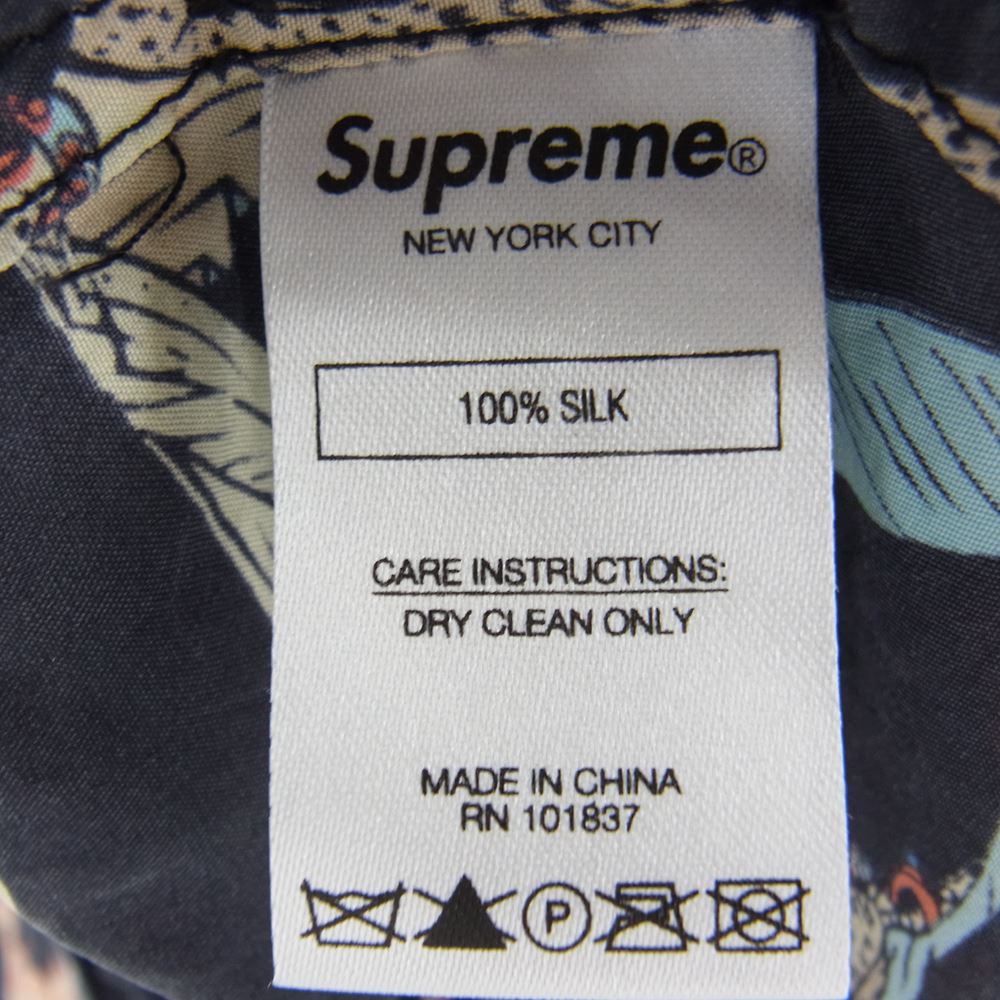 Supreme®
NEW YORK CITY
100% SILK
CARE INSTRUCTIONS:
DRY CLEAN ONLY
MADE IN CHINA
RN 101837
P